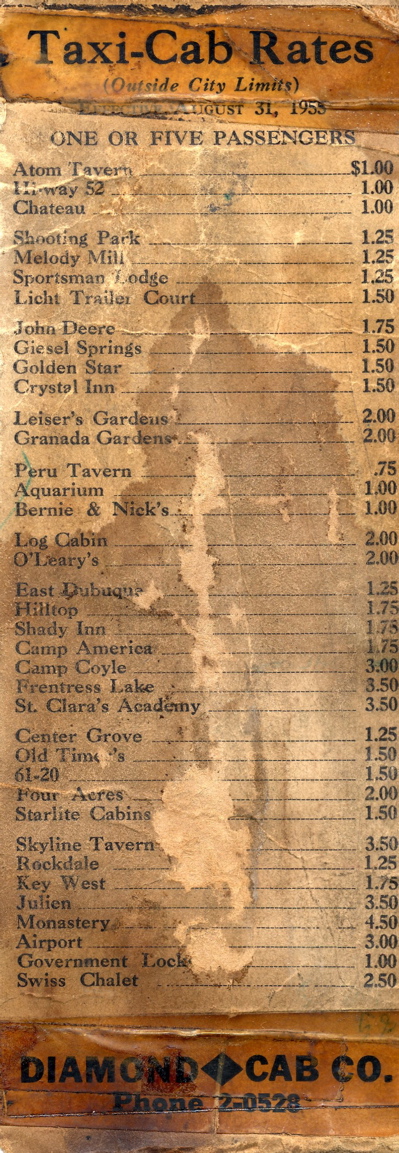 Taxi-Cab Rates
(Outside City Limits)
EFFECTIVE AUGUST 31, 1955
ONE OR FIVE PASSENGERS
Atom Tavern $1.00
Hi-way 52 1.00
Chateau 1.00
Shooting Park 1.25
Melody Mill 1.25
Sportsman Lodge 1.25
Licht Trailer Court 1.50
John Deere 1.75
Giesel Springs 1.50
Golden Star 1.50
Crystal Inn 1.50
Leiser's Gardens 2.00
Granada Gardens 2.00
Peru Tavern .75
Aquarium 1.00
Bernie & Nick's 1.00
Log Cabin 2.00
O'Leary's 2.00
East Dubuque 1.25
Hilltop 1.75
Shady Inn 1.75
Camp America 1.75
Camp Coyle 3.00
Frentress Lake 3.50
St. Clara's Academy 3.50
Center Grove 1.25
Old Timer's 1.50
61-20 1.50
Four Acres 2.00
Starlite Cabins 1.50
Skyline Tavern 3.50
Rockdale 1.25
Key West 1.75
Julien 3.50
Monastery 4.50
Airport 3.00
Government Lock 1.00
Swiss Chalet 2.50
DIAMOND CAB CO.
Phone 2-0528